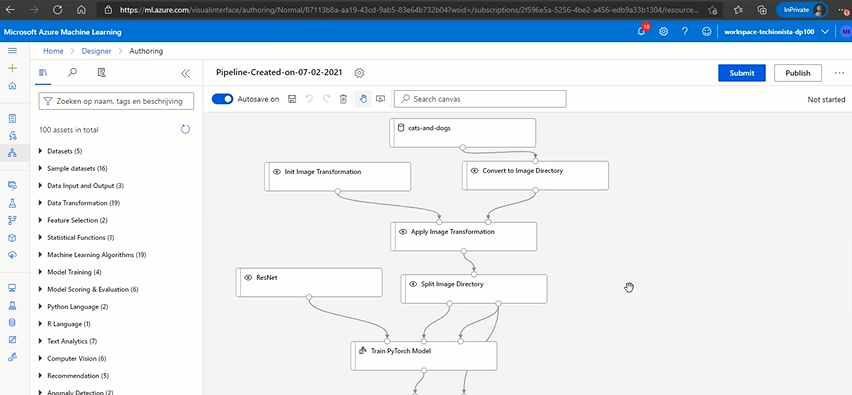 https://ml.azure.com/visualinterface/authoring/Normal/87113b8a-aa19-43cd-9ab5-83e64b732b04?wsid=/subscriptions/2f596e5a-5256-4be2-a456-edb9a33b1304/resource...
InPrivate
Microsoft Azure Machine Learning
10
workspace-techionista-dp100
MB
Home > Designer > Authoring
Pipeline-Created-on-07-02-2021
Submit
Publish
Zoeken op naam, tags en beschrijving
Autosave on
Search canvas
Not started
100 assets in total
Datasets (5)
Sample datasets (16)
Data Input and Output (3)
Data Transformation (19)
Feature Selection (2)
Statistical Functions (1)
Machine Learning Algorithms (19)
Model Training (4)
Model Scoring & Evaluation (6)
Python Language (2)
R Language (1)
Text Analytics (7)
Computer Vision (6)
Recommendation (5)
Anomaly Detection (2)
cats-and-dogs
Init Image Transformation
Convert to Image Directory
Apply Image Transformation
ResNet
Split Image Directory
Train PyTorch Model